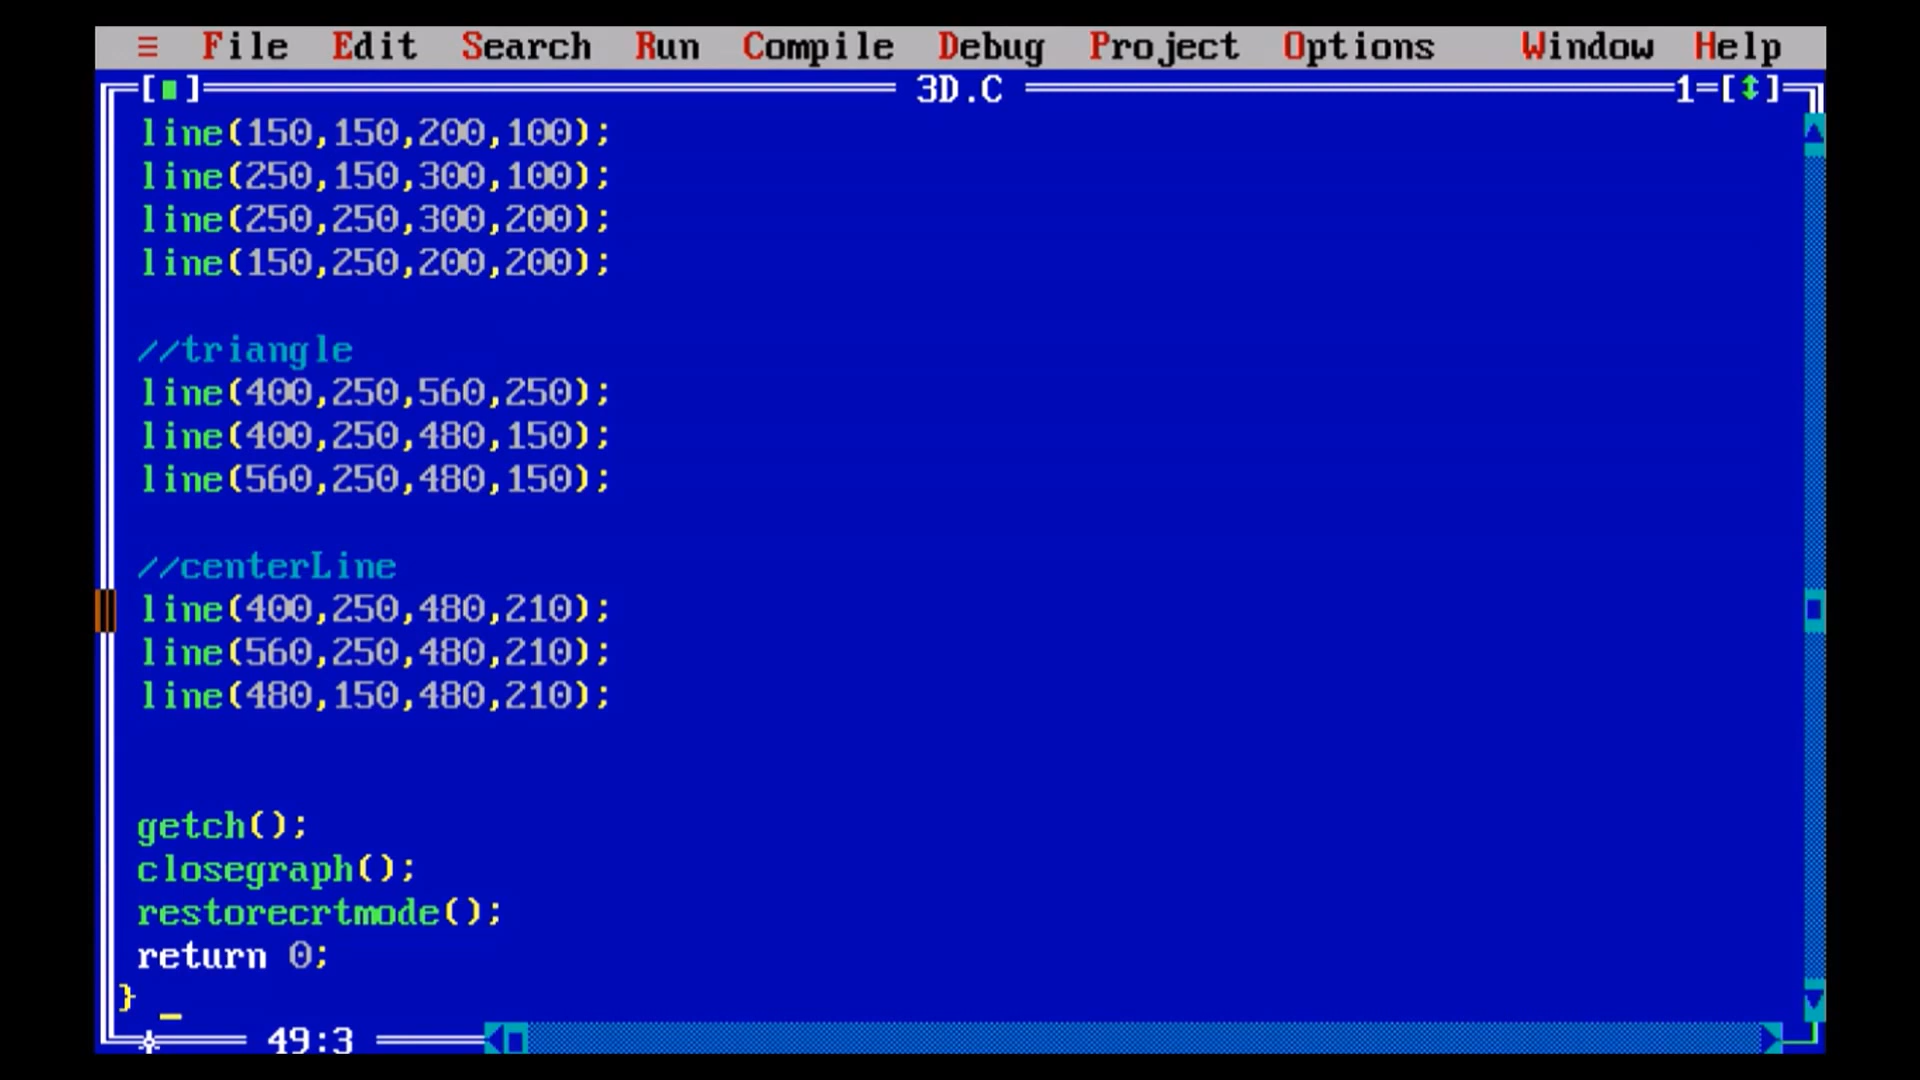 ≡ File Edit Search Run Compile Debug Project Options Window Help
[■] 3D.C 1=[↕]
line(150,150,200,100);
line(250,150,300,100);
line(250,250,300,200);
line(150,250,200,200);
//triangle
line(400,250,560,250);
line(400,250,480,150);
line(560,250,480,150);
//centerLine
line(400,250,480,210);
line(560,250,480,210);
line(480,150,480,210);
getch();
closegraph();
restorecrtmode();
return 0;
}
49:3